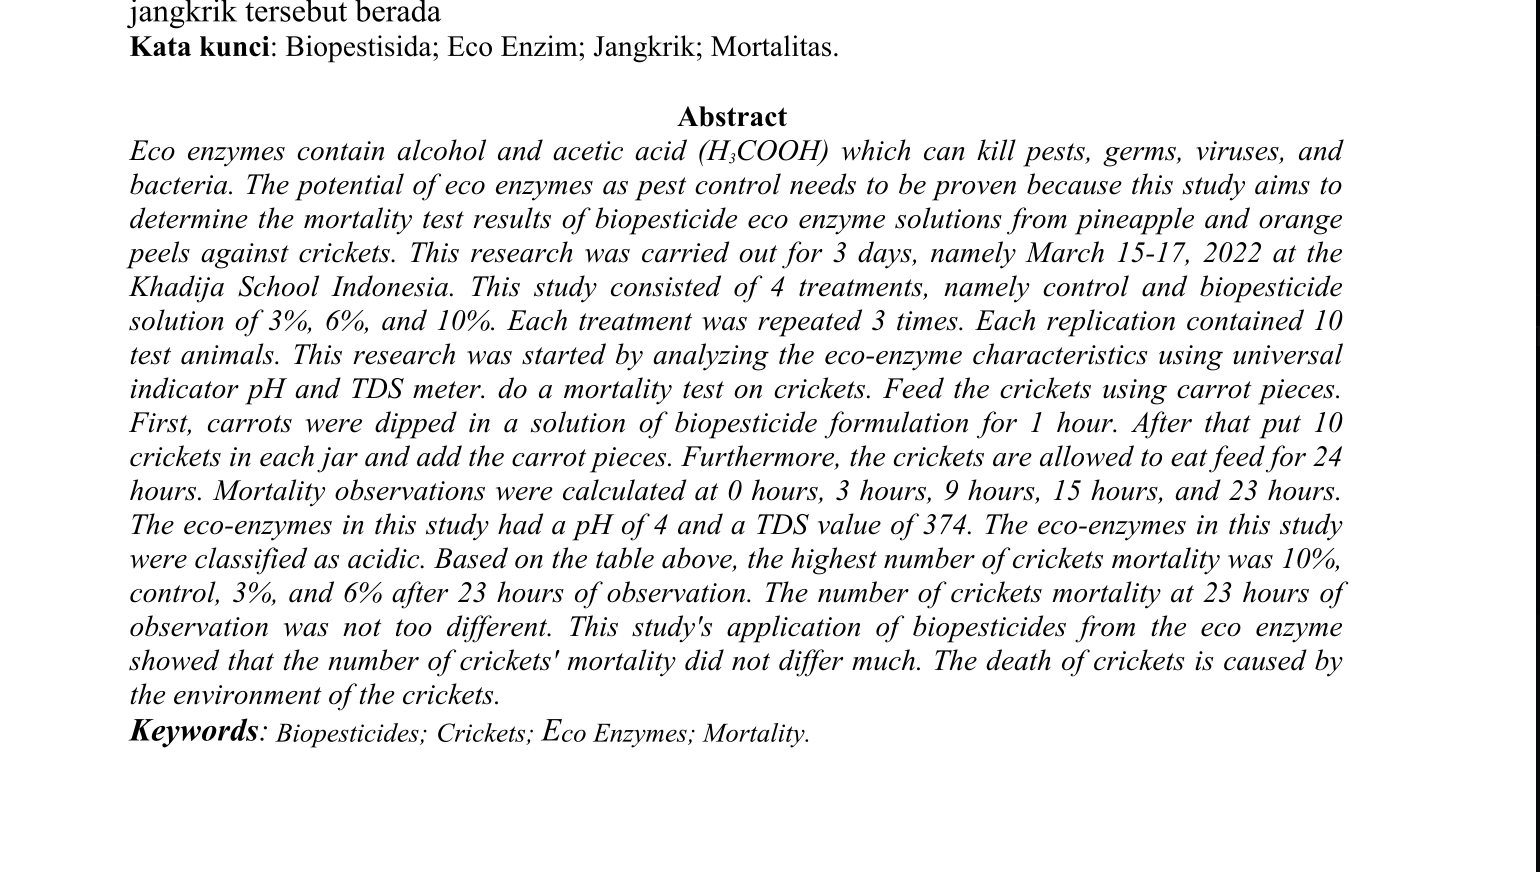 jangkrik tersebut berada
Kata kunci: Biopestisida; Eco Enzim; Jangkrik; Mortalitas.
Abstract
Eco enzymes contain alcohol and acetic acid (H₃COOH) which can kill pests, germs, viruses, and
bacteria. The potential of eco enzymes as pest control needs to be proven because this study aims to
determine the mortality test results of biopesticide eco enzyme solutions from pineapple and orange
peels against crickets. This research was carried out for 3 days, namely March 15-17, 2022 at the
Khadija School Indonesia. This study consisted of 4 treatments, namely control and biopesticide
solution of 3%, 6%, and 10%. Each treatment was repeated 3 times. Each replication contained 10
test animals. This research was started by analyzing the eco-enzyme characteristics using universal
indicator pH and TDS meter. do a mortality test on crickets. Feed the crickets using carrot pieces.
First, carrots were dipped in a solution of biopesticide formulation for 1 hour. After that put 10
crickets in each jar and add the carrot pieces. Furthermore, the crickets are allowed to eat feed for 24
hours. Mortality observations were calculated at 0 hours, 3 hours, 9 hours, 15 hours, and 23 hours.
The eco-enzymes in this study had a pH of 4 and a TDS value of 374. The eco-enzymes in this study
were classified as acidic. Based on the table above, the highest number of crickets mortality was 10%,
control, 3%, and 6% after 23 hours of observation. The number of crickets mortality at 23 hours of
observation was not too different. This study's application of biopesticides from the eco enzyme
showed that the number of crickets' mortality did not differ much. The death of crickets is caused by
the environment of the crickets.
Keywords: Biopesticides; Crickets; Eco Enzymes; Mortality.